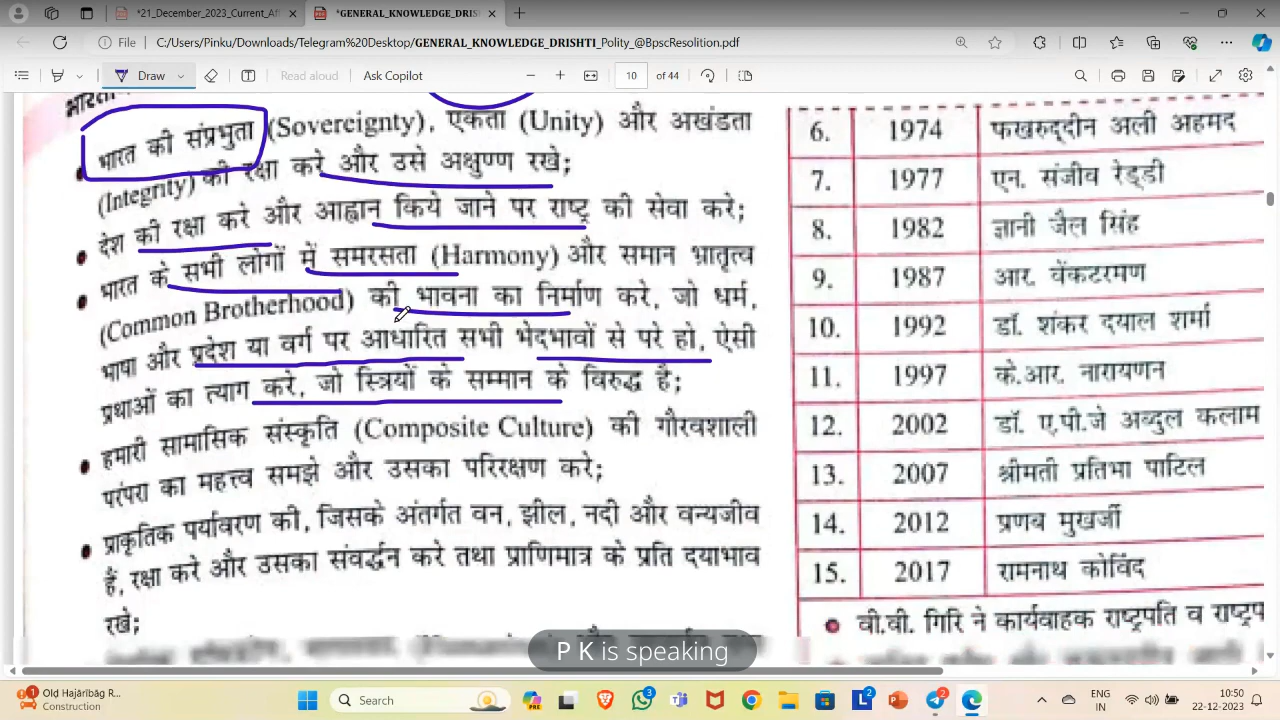 *21_December_2023_Current_Af
*GENERAL_KNOWLEDGE_DRIS
File
C:/Users/Pinku/Downloads/Telegram%20Desktop/GENERAL_KNOWLEDGE_DRISHTI_Polity_@BpscResolition.pdf
Draw
Read aloud
Ask Copilot
10 of 44
भारत की संप्रभुता (Sovereignty), एकता (Unity) और अखंडता
(Integrity) की रक्षा करे और उसे अक्षुण्ण रखे;
देश की रक्षा करे और आह्वान किये जाने पर राष्ट्र की सेवा करे;
भारत के सभी लोगों में समरसता (Harmony) और समान भ्रातृत्व
(Common Brotherhood) की भावना का निर्माण करे, जो धर्म,
भाषा और प्रदेश या वर्ग पर आधारित सभी भेदभावों से परे हो, ऐसी
प्रथाओं का त्याग करे, जो स्त्रियों के सम्मान के विरुद्ध है;
हमारी सामासिक संस्कृति (Composite Culture) की गौरवशाली
परंपरा का महत्त्व समझे और उसका परिरक्षण करे;
प्राकृतिक पर्यावरण की, जिसके अंतर्गत वन, झील, नदी और वन्यजीव
हैं, रक्षा करे और उसका संवर्द्धन करे तथा प्राणिमात्र के प्रति दयाभाव
रखे;
6. 1974 फखरुद्दीन अली अहमद
7. 1977 एन. संजीव रेड्डी
8. 1982 ज्ञानी जैल सिंह
9. 1987 आर. वेंकटरमण
10. 1992 डॉ. शंकर दयाल शर्मा
11. 1997 के.आर. नारायणन
12. 2002 डॉ. ए.पी.जे अब्दुल कलाम
13. 2007 श्रीमती प्रतिभा पाटिल
14. 2012 प्रणब मुखर्जी
15. 2017 रामनाथ कोविंद
वी.वी. गिरि ने कार्यवाहक राष्ट्रपति व
P K is speaking
Old Hajaribag R...
Construction
Search
ENG
IN
10:50
22-12-2023